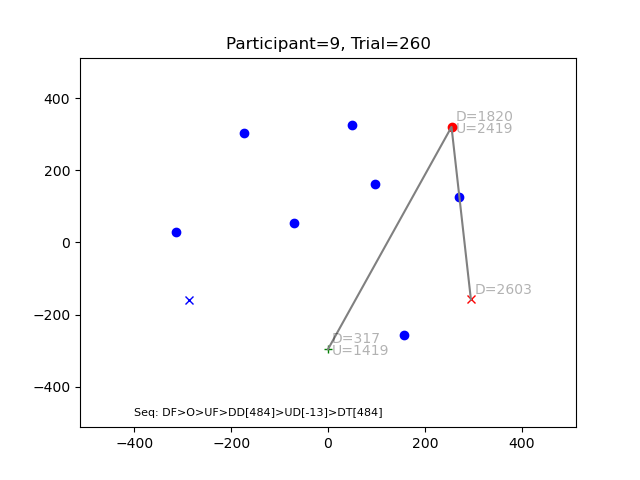 Participant=9, Trial=260
400
200
0
−200
−400
D=1820
U=2419
D=2603
D=317
U=1419
Seq: DF>O>UF>DD[484]>UD[-13]>DT[484]
−400 −200 0 200 400